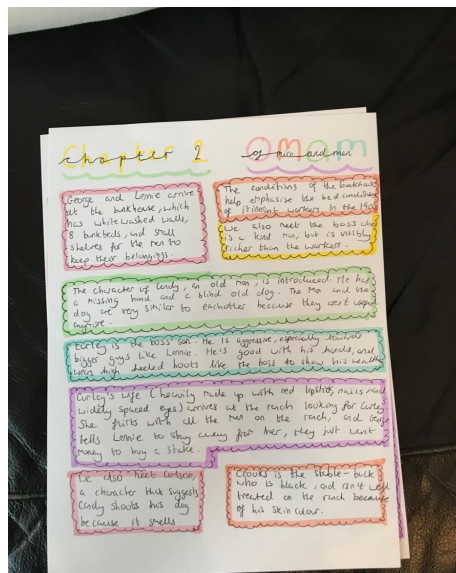 Chapter 2
OMAM
of mice and men
George and Lennie arrive
at the bunkhouse, which
has whitewashed walls,
8 bunkbeds, and small
shelves for the men to
keep their belongings.
The conditions of the bunkhouse
help emphasise the bad conditions
of itinerant workers in the
We also meet the boss who
is a kind man, but is visibly
richer than the workers.
The character of Candy, an old man, is introduced. He has
a missing hand and a blind old dog. The man and the
dog are very similar to eachother because they aren't useful
anymore.
Curley is the boss' son. He is aggressive, especially towards
bigger guys like Lennie. He's good with his hands, and
wears high heeled boots like the boss to show his wealth.
Curley's wife (heavily made up with red lipstick, nails and
widely spaced eyes) arrives at the ranch looking for Curley.
She flirts with all the men on the ranch, and George
tells Lennie to stay away from her, they just want
money to buy a stake.
We also meet Carlson,
a character that suggests
Candy shoots his dog
because it smells
Crooks is the stable-buck
who is black, and isn't well
treated on the ranch because
of his skin colour.